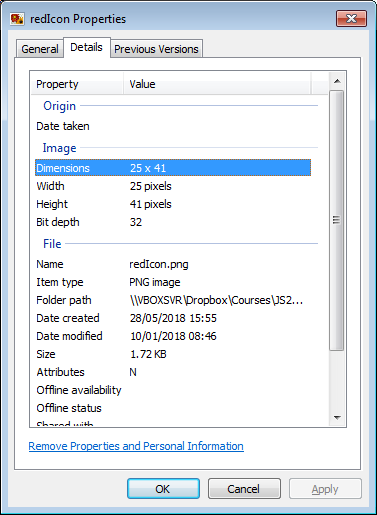 redIcon Properties
General Details Previous Versions
Property Value
Origin
Date taken
Image
Dimensions 25 x 41
Width 25 pixels
Height 41 pixels
Bit depth 32
File
Name redIcon.png
Item type PNG image
Folder path \\VBOXSVR\Dropbox\Courses\JS2...
Date created 28/05/2018 15:55
Date modified 10/01/2018 08:46
Size 1.72 KB
Attributes N
Offline availability
Offline status
Shared with
Remove Properties and Personal Information
OK Cancel Apply